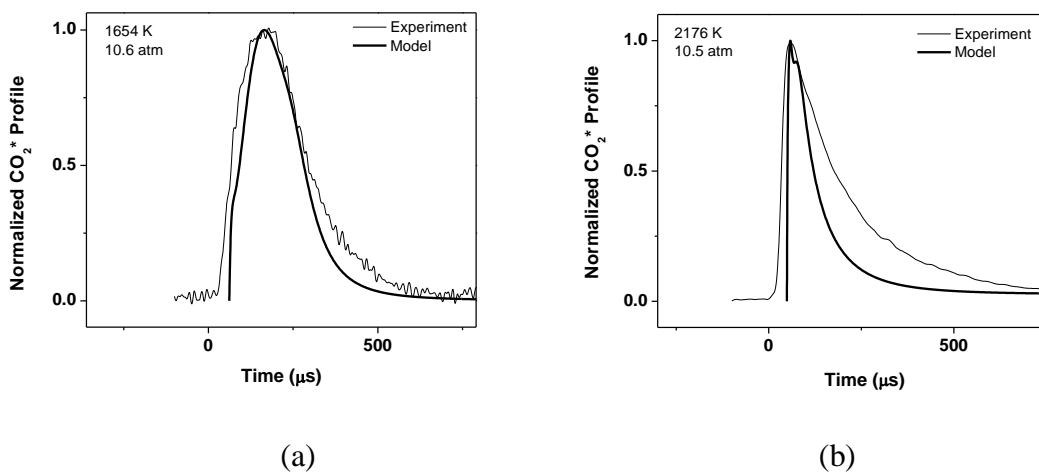 1654 K
10.6 atm
Experiment
Model
1.0
0.5
0.0
Normalized CO2* Profile
0
500
Time (μs)
(a)
2176 K
10.5 atm
Experiment
Model
1.0
0.5
0.0
Normalized CO2* Profile
0
500
Time (μs)
(b)